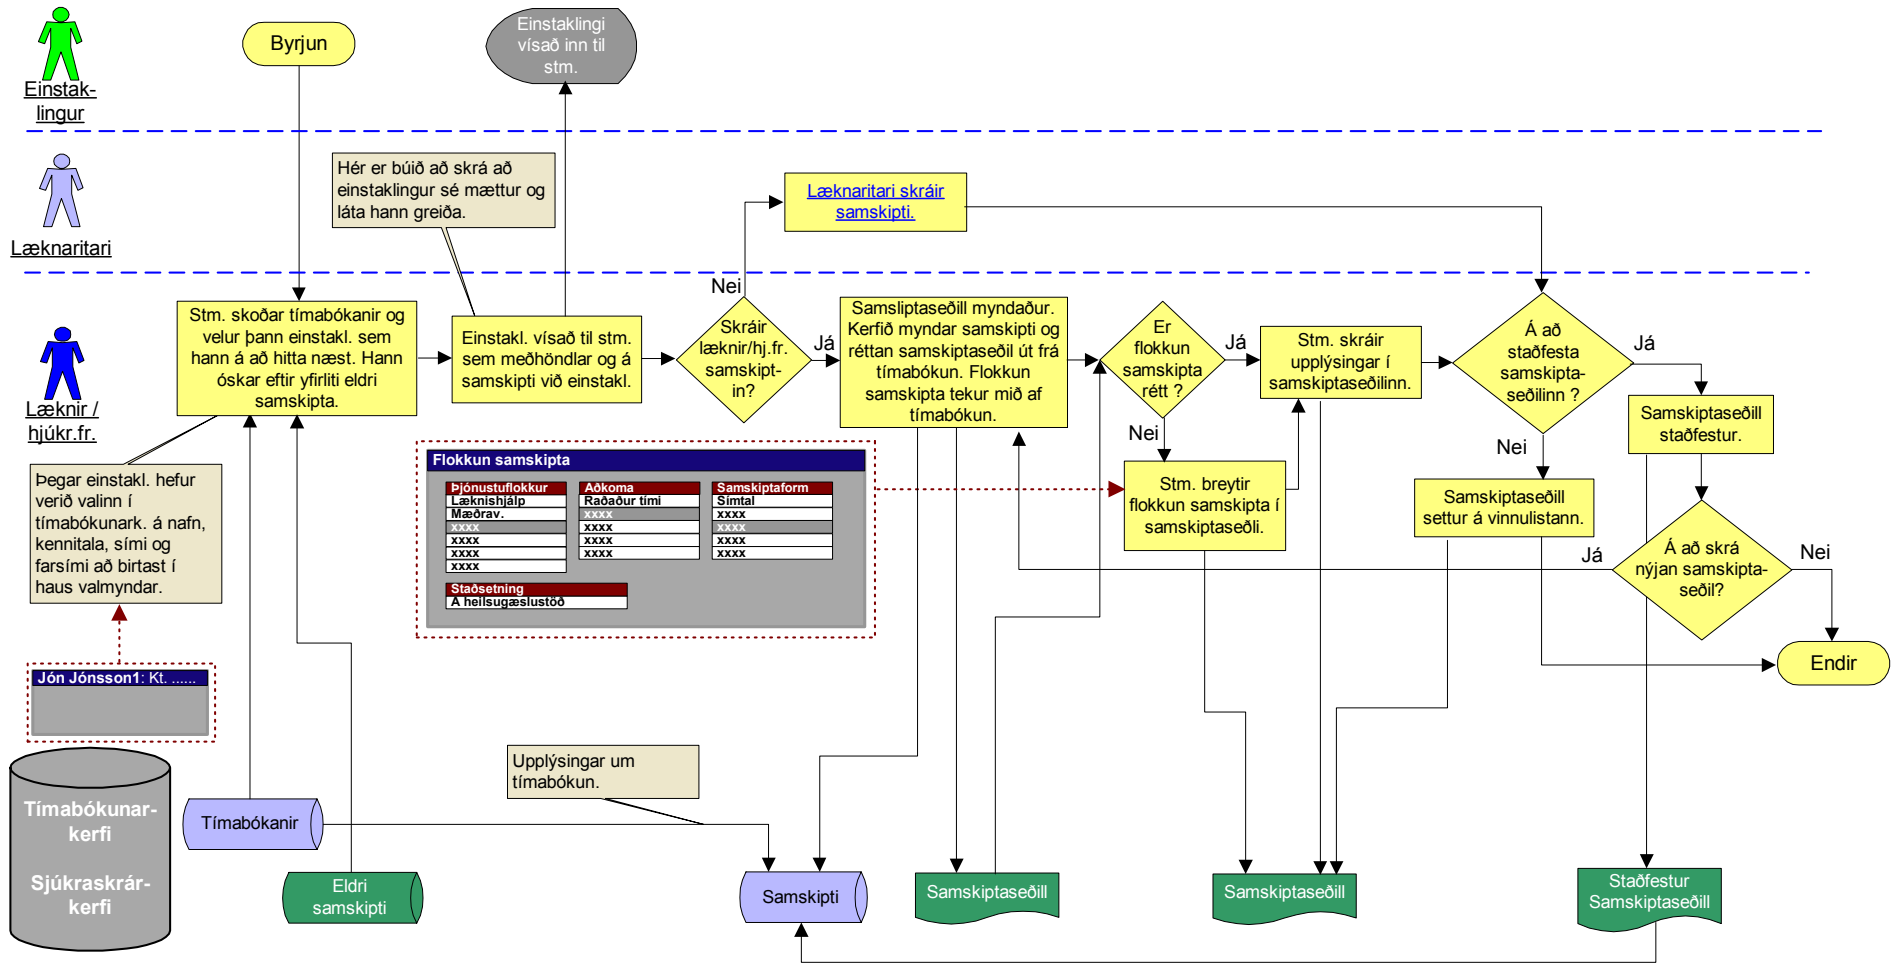 Einstak-
lingur
Byrjun
Einstaklingi
vísað inn til
stm.
Læknaritari
Hér er búið að skrá að
einstaklingur sé mættur og
láta hann greiða.
Læknaritari skráir
samskipti.
Læknir /
hjúkr.fr.
Stm. skoðar tímabókanir og
velur þann einstakl. sem
hann á að hitta næst. Hann
óskar eftir yfirliti eldri
samskipta.
Einstakl. vísað til stm.
sem meðhöndlar og á
samskipti við einstakl.
Nei
Skráir
læknir/hj.fr.
samskipt-
in?
Já
Samsliptaseðill myndaður.
Kerfið myndar samskipti og
réttan samskiptaseðil út frá
tímabókun. Flokkun
samskipta tekur mið af
tímabókun.
Er
flokkun
samskipta
rétt ?
Já
Nei
Stm. skráir
upplýsingar í
samskiptaseðilinn.
Á að
staðfesta
samskipta-
seðilinn ?
Já
Nei
Samskiptaseðill
staðfestur.
Þegar einstakl. hefur
verið valinn í
tímabókunark. á nafn,
kennitala, sími og
farsími að birtast í
haus valmyndar.
Flokkun samskipta
Þjónustuflokkur
Læknishjálp
Mæðrav.
xxxx
xxxx
xxxx
xxxx
Aðkoma
Raðaður tími
xxxx
xxxx
xxxx
xxxx
Samskiptaform
Símtal
xxxx
xxxx
xxxx
xxxx
Staðsetning
Á heilsugæslustöð
Stm. breytir
flokkun samskipta í
samskiptaseðli.
Samskiptaseðill
settur á vinnulistann.
Já
Á að skrá
nýjan samskipta-
seðil?
Nei
Endir
Jón Jónsson1: Kt. ......
Tímabókunar-
kerfi
Sjúkraskrár-
kerfi
Upplýsingar um
tímabókun.
Tímabókanir
Eldri
samskipti
Samskipti
Samskiptaseðill
Samskiptaseðill
Staðfestur
Samskiptaseðill